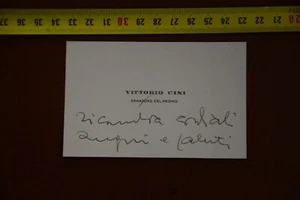 VITTORIO CINI
SENATORE DEL REGNO
ricambia cordiali
auguri e saluti